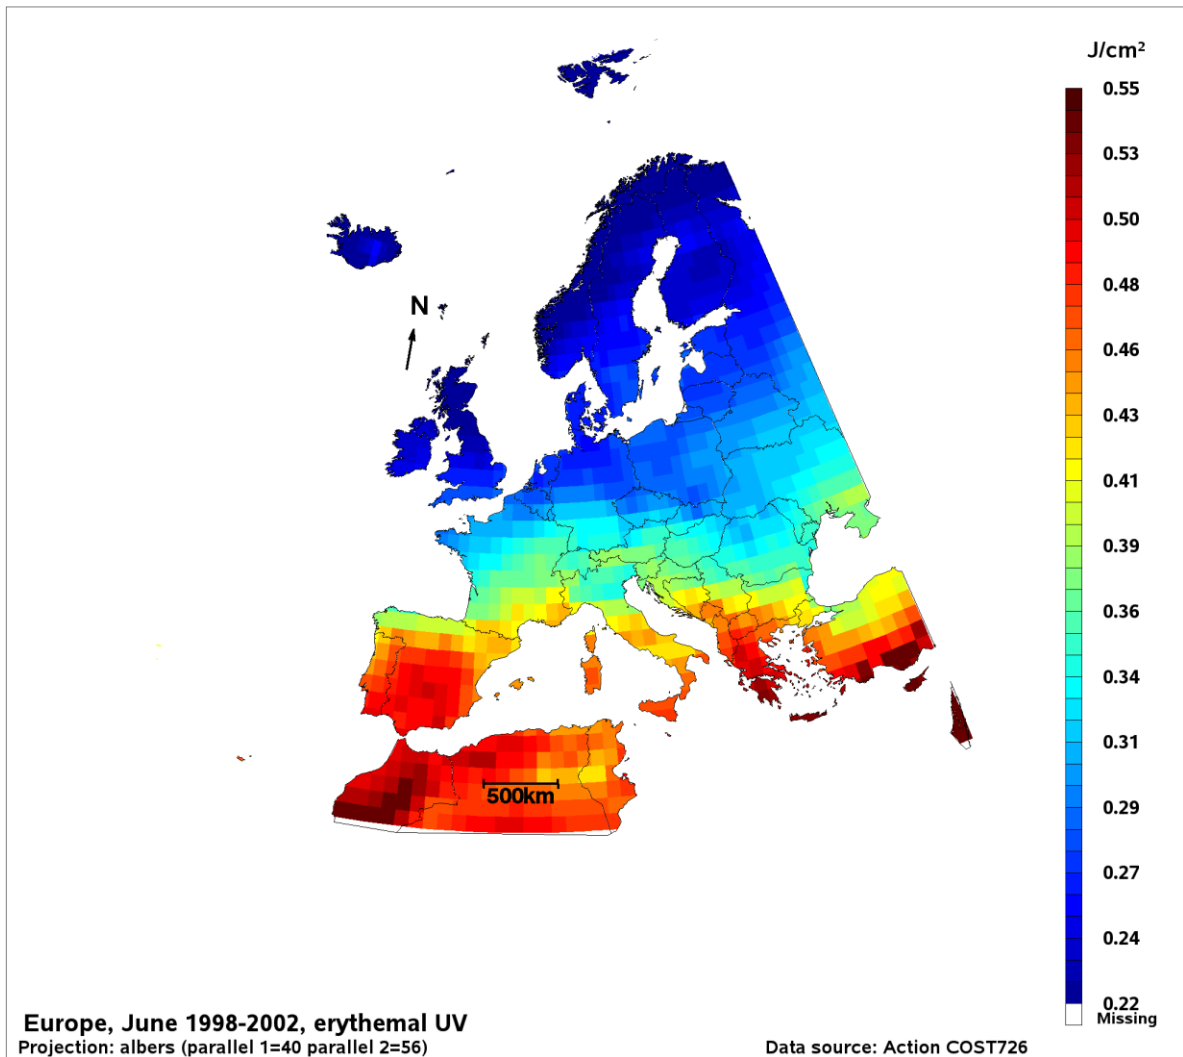 J/cm²
0.55
0.53
0.50
0.48
0.46
0.43
0.41
0.39
0.36
0.34
0.31
0.29
0.27
0.24
0.22
Missing
N
500km
Europe, June 1998-2002, erythemal UV
Projection: albers (parallel 1=40 parallel 2=56)
Data source: Action COST726